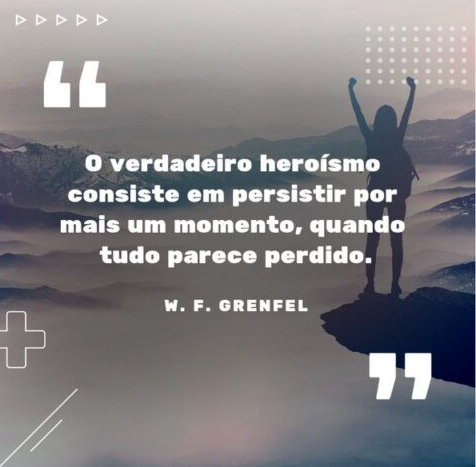 O verdadeiro heroísmo
consiste em persistir por
mais um momento, quando
tudo parece perdido.
W. F. GRENFEL